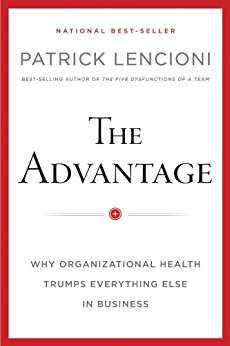 NATIONAL BEST-SELLER
PATRICK LENCIONI
BEST-SELLING AUTHOR OF THE FIVE DYSFUNCTIONS OF A TEAM
THE
ADVANTAGE
WHY ORGANIZATIONAL HEALTH
TRUMPS EVERYTHING ELSE
IN BUSINESS